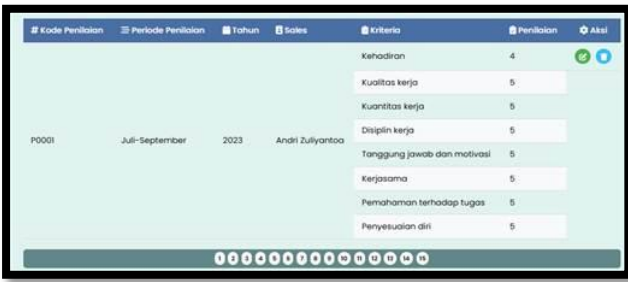 # Kode Penilaian Periode Penilaian Tahun Sales Kriteria Penilaian Aksi
Kehadiran 4
Kualitas kerja 5
Kuantitas kerja 5
P0001 Juli-September 2023 Andri Zuliyantoa Disiplin kerja 5
Tanggung jawab dan motivasi 5
Kerjasama 5
Pemahaman terhadap tugas 5
Penyesuaian diri 5
1 2 3 4 5 6 7 8 9 10 11 12 13 14 15